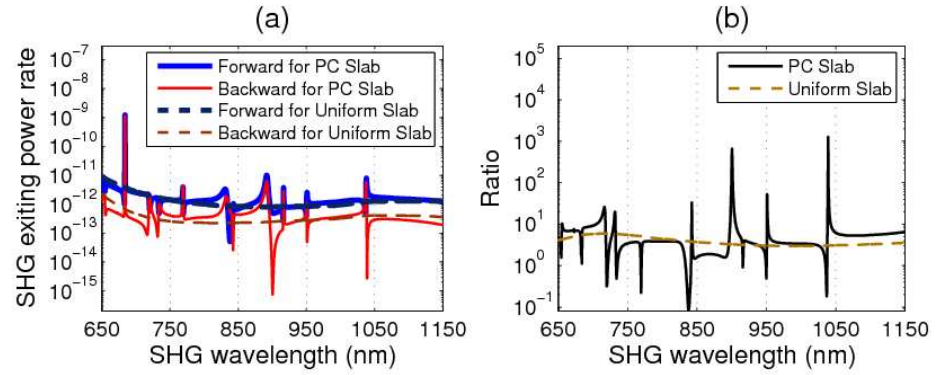 (a)
SHG exiting power rate
10^-7
10^-8
10^-9
10^-10
10^-11
10^-12
10^-13
10^-14
10^-15
Forward for PC Slab
Backward for PC Slab
Forward for Uniform Slab
Backward for Uniform Slab
650 750 850 950 1050 1150
SHG wavelength (nm)
(b)
Ratio
10^5
10^4
10^3
10^2
10^1
10^0
10^-1
PC Slab
Uniform Slab
650 750 850 950 1050 1150
SHG wavelength (nm)